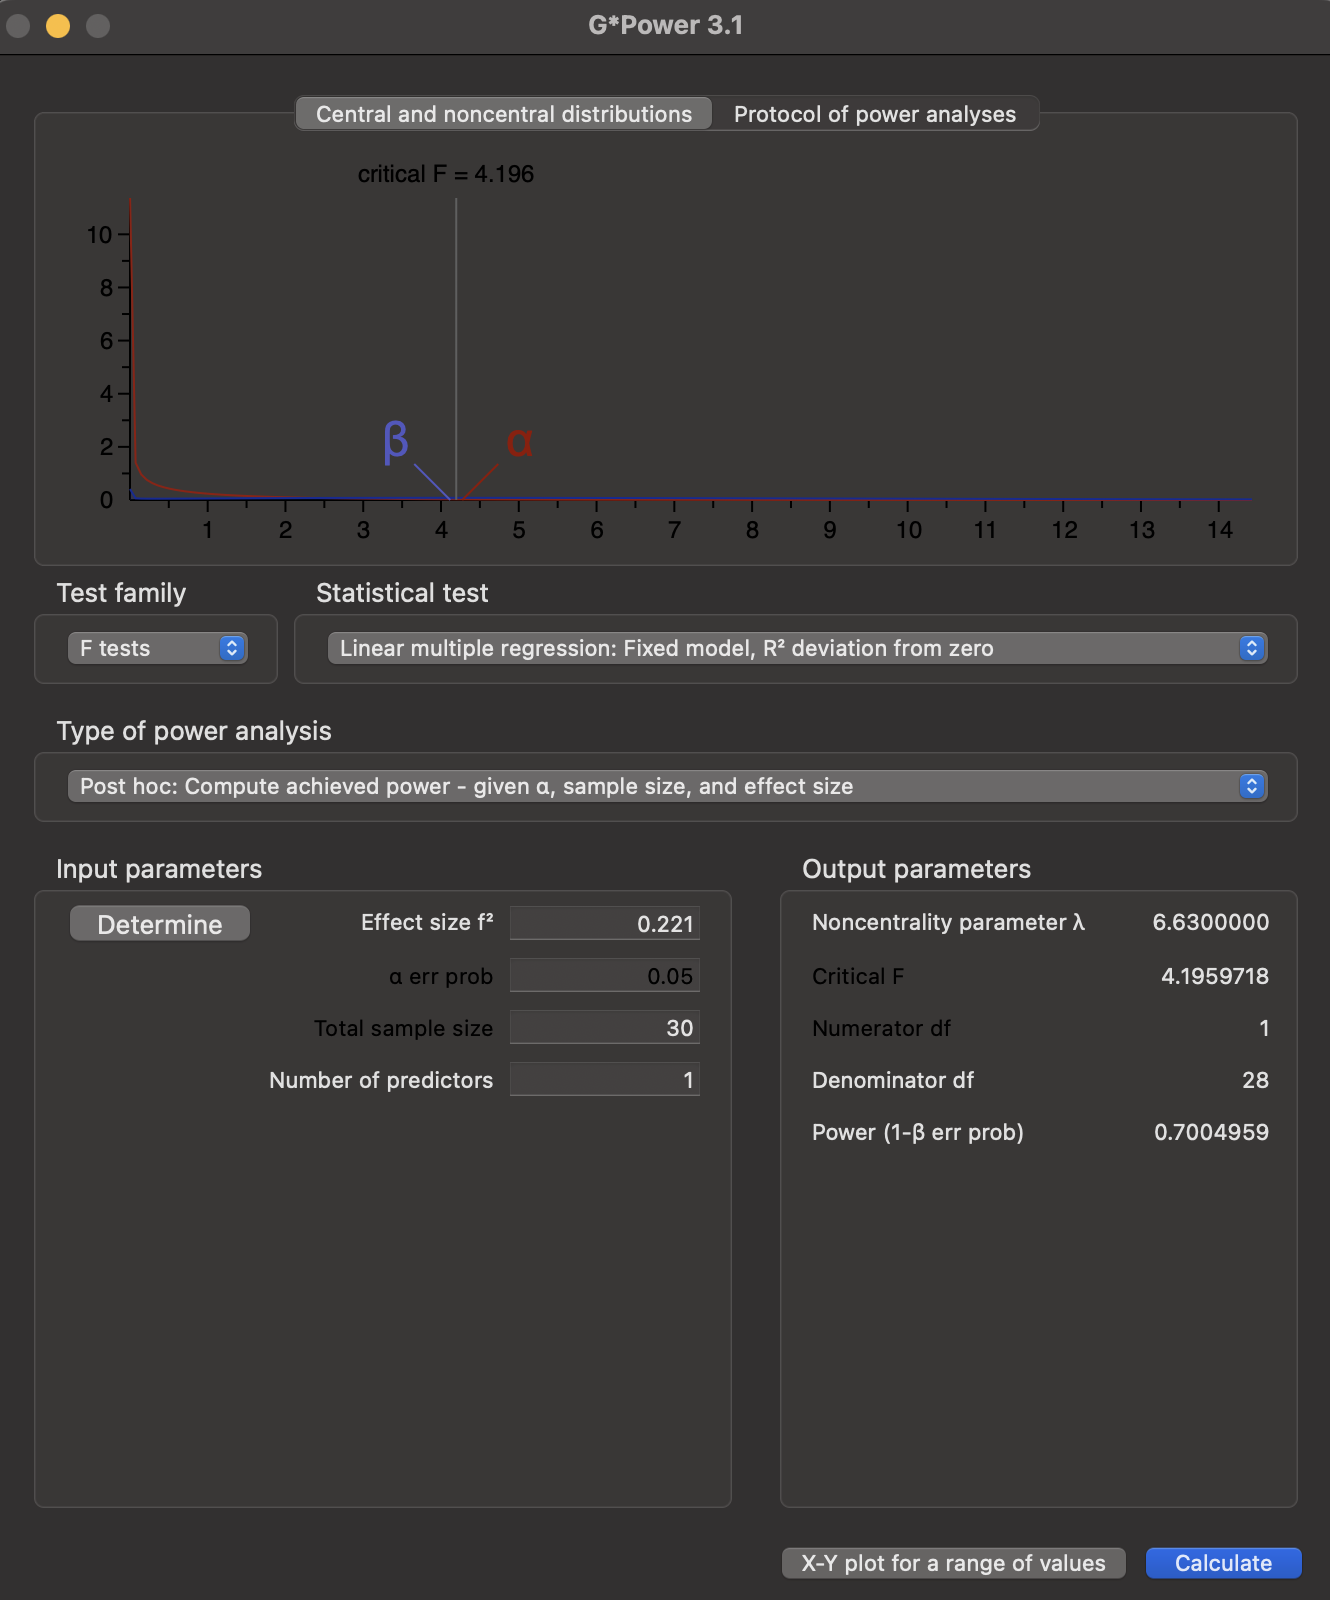 G*Power 3.1
Central and noncentral distributions Protocol of power analyses
critical F = 4.196
10
8
6
4
2
0
β α
1 2 3 4 5 6 7 8 9 10 11 12 13 14
Test family Statistical test
F tests Linear multiple regression: Fixed model, R² deviation from zero
Type of power analysis
Post hoc: Compute achieved power - given α, sample size, and effect size
Input parameters Output parameters
Determine Effect size f² 0.221 Noncentrality parameter λ 6.6300000
α err prob 0.05 Critical F 4.1959718
Total sample size 30 Numerator df 1
Number of predictors 1 Denominator df 28
Power (1-β err prob) 0.7004959
X-Y plot for a range of values Calculate